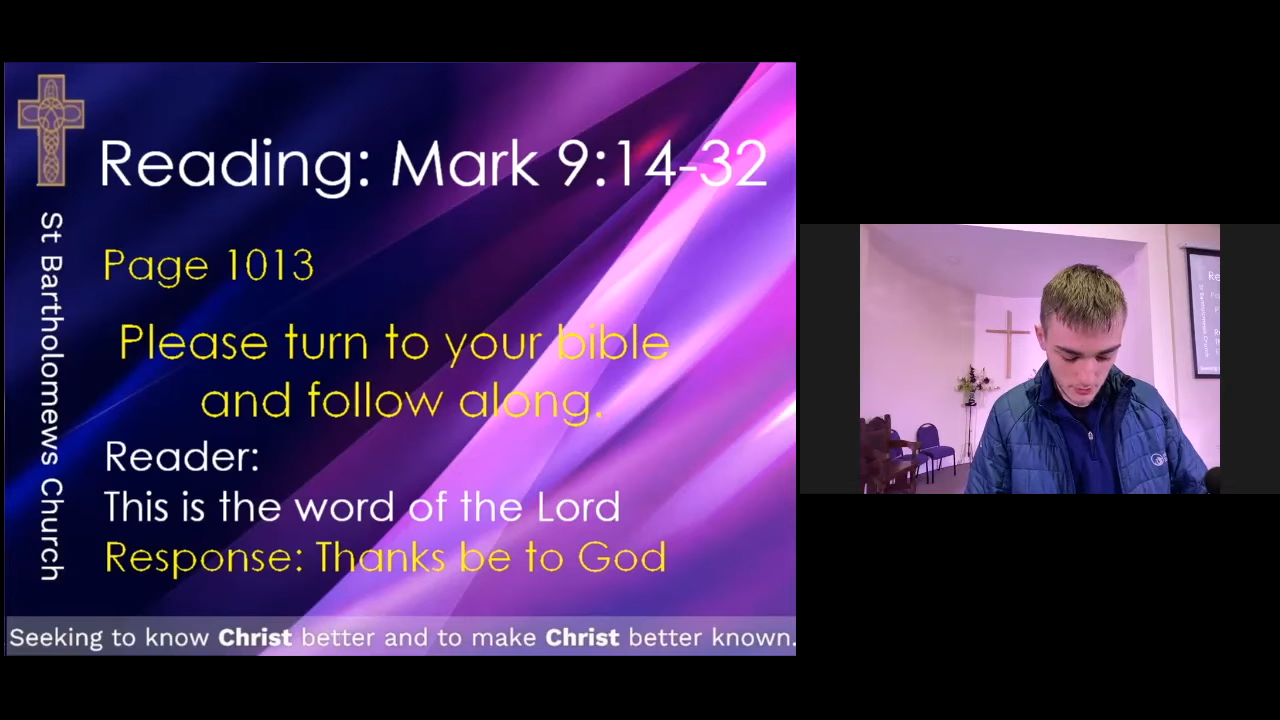 Reading: Mark 9:14-32
St Bartholomews Church
Page 1013
Please turn to your bible
and follow along.
Reader:
This is the word of the Lord
Response: Thanks be to God
Seeking to know Christ better and to make Christ better known.